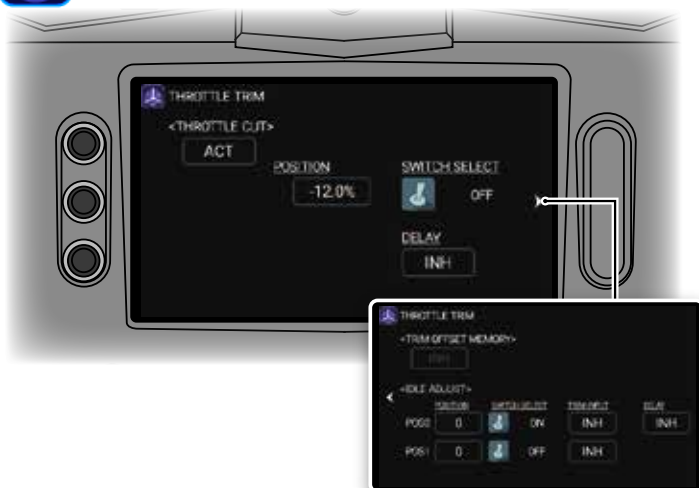 THROTTLE TRIM
<THROTTLE CUT>
ACT
POSITION SWITCH SELECT
-12.0% OFF
DELAY
INH
THROTTLE TRIM
<TRIM OFFSET MEMORY>
INH
<IDLE ADJUST>
POSITION SWITCH SELECT TRIM INPUT DELAY
POS0 0 ON INH INH
POS1 0 OFF INH